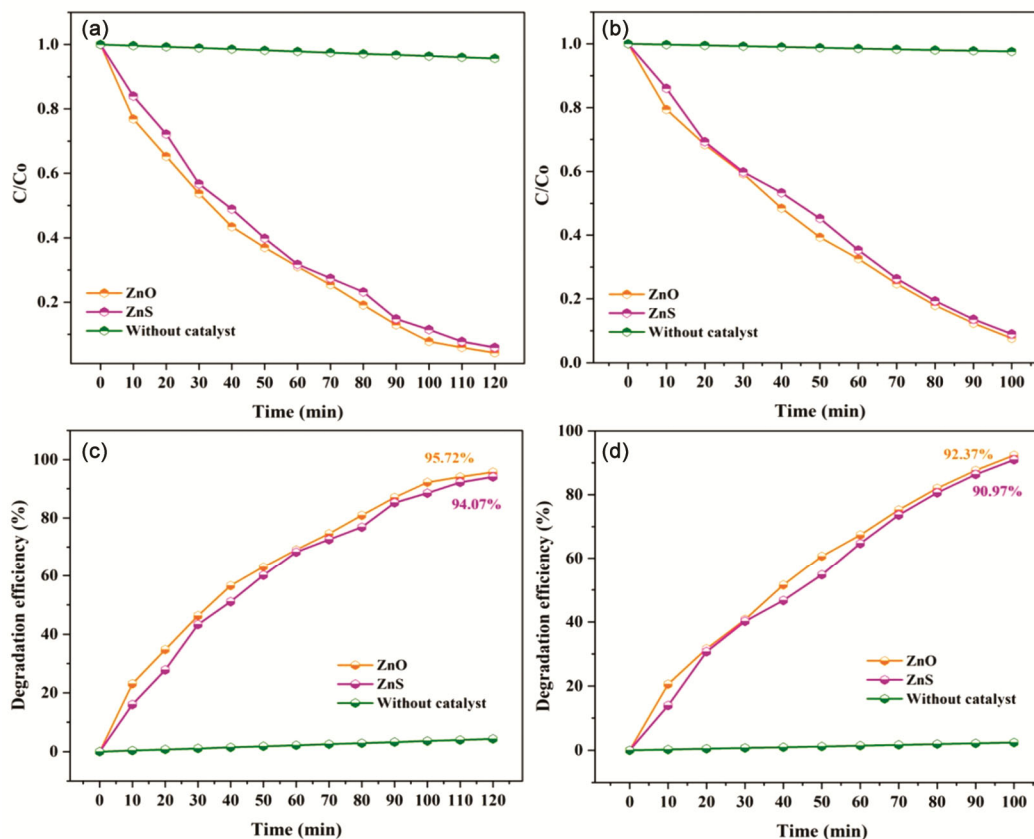 (a)
1.0
0.8
0.6
0.4
0.2
C/Co
ZnO
ZnS
Without catalyst
0 10 20 30 40 50 60 70 80 90 100 110 120
Time (min)
(b)
1.0
0.8
0.6
0.4
0.2
0.0
C/Co
ZnO
ZnS
Without catalyst
0 10 20 30 40 50 60 70 80 90 100
Time (min)
(c)
100
80
60
40
20
0
Degradation efficiency (%)
95.72%
94.07%
ZnO
ZnS
Without catalyst
0 10 20 30 40 50 60 70 80 90 100 110 120
Time (min)
(d)
100
80
60
40
20
0
Degradation efficiency (%)
92.37%
90.97%
ZnO
ZnS
Without catalyst
0 10 20 30 40 50 60 70 80 90 100
Time (min)